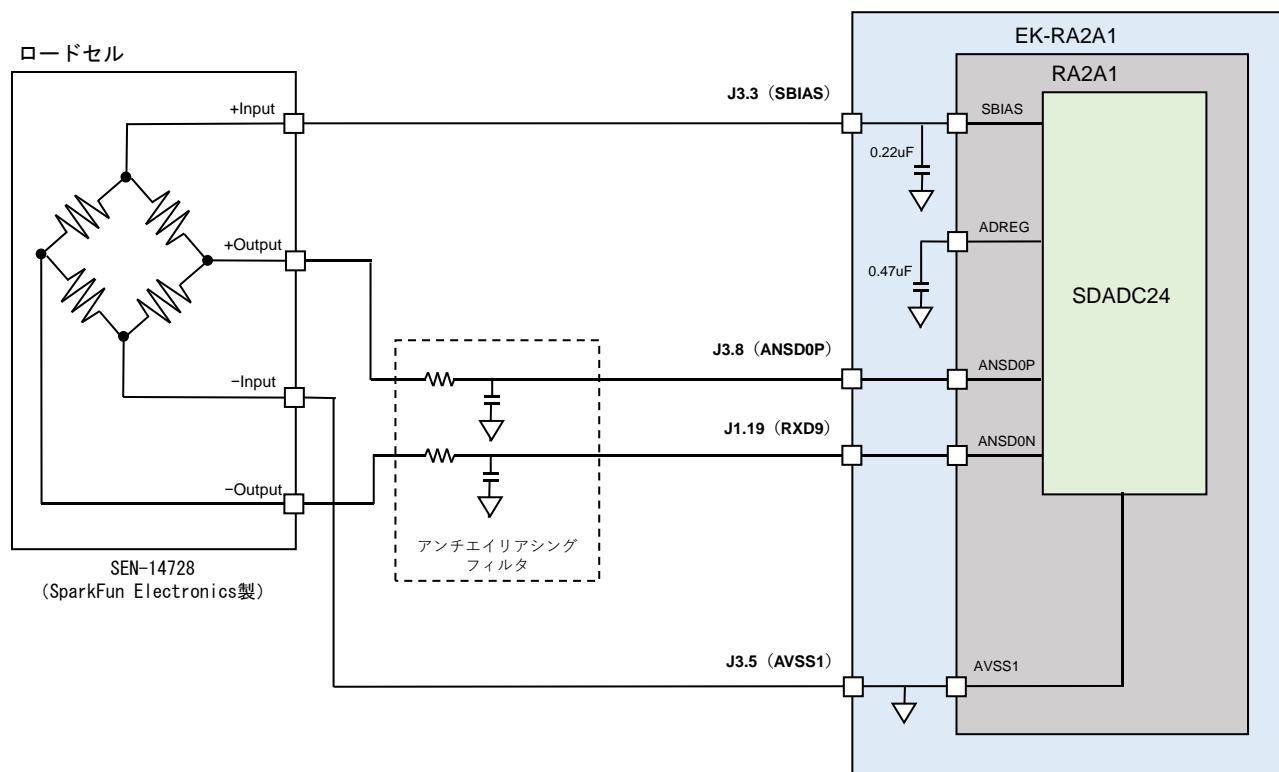 EK-RA2A1
ロードセル
RA2A1
J3.3（SBIAS）
+Input
SBIAS
0.22uF
+Output
ADREG
0.47uF
SDADC24
J3.8（ANSD0P）
ANSD0P
−Input
J1.19（RXD9）
ANSD0N
−Output
アンチエイリアシング
フィルタ
SEN-14728
（SparkFun Electronics製）
J3.5（AVSS1）
AVSS1